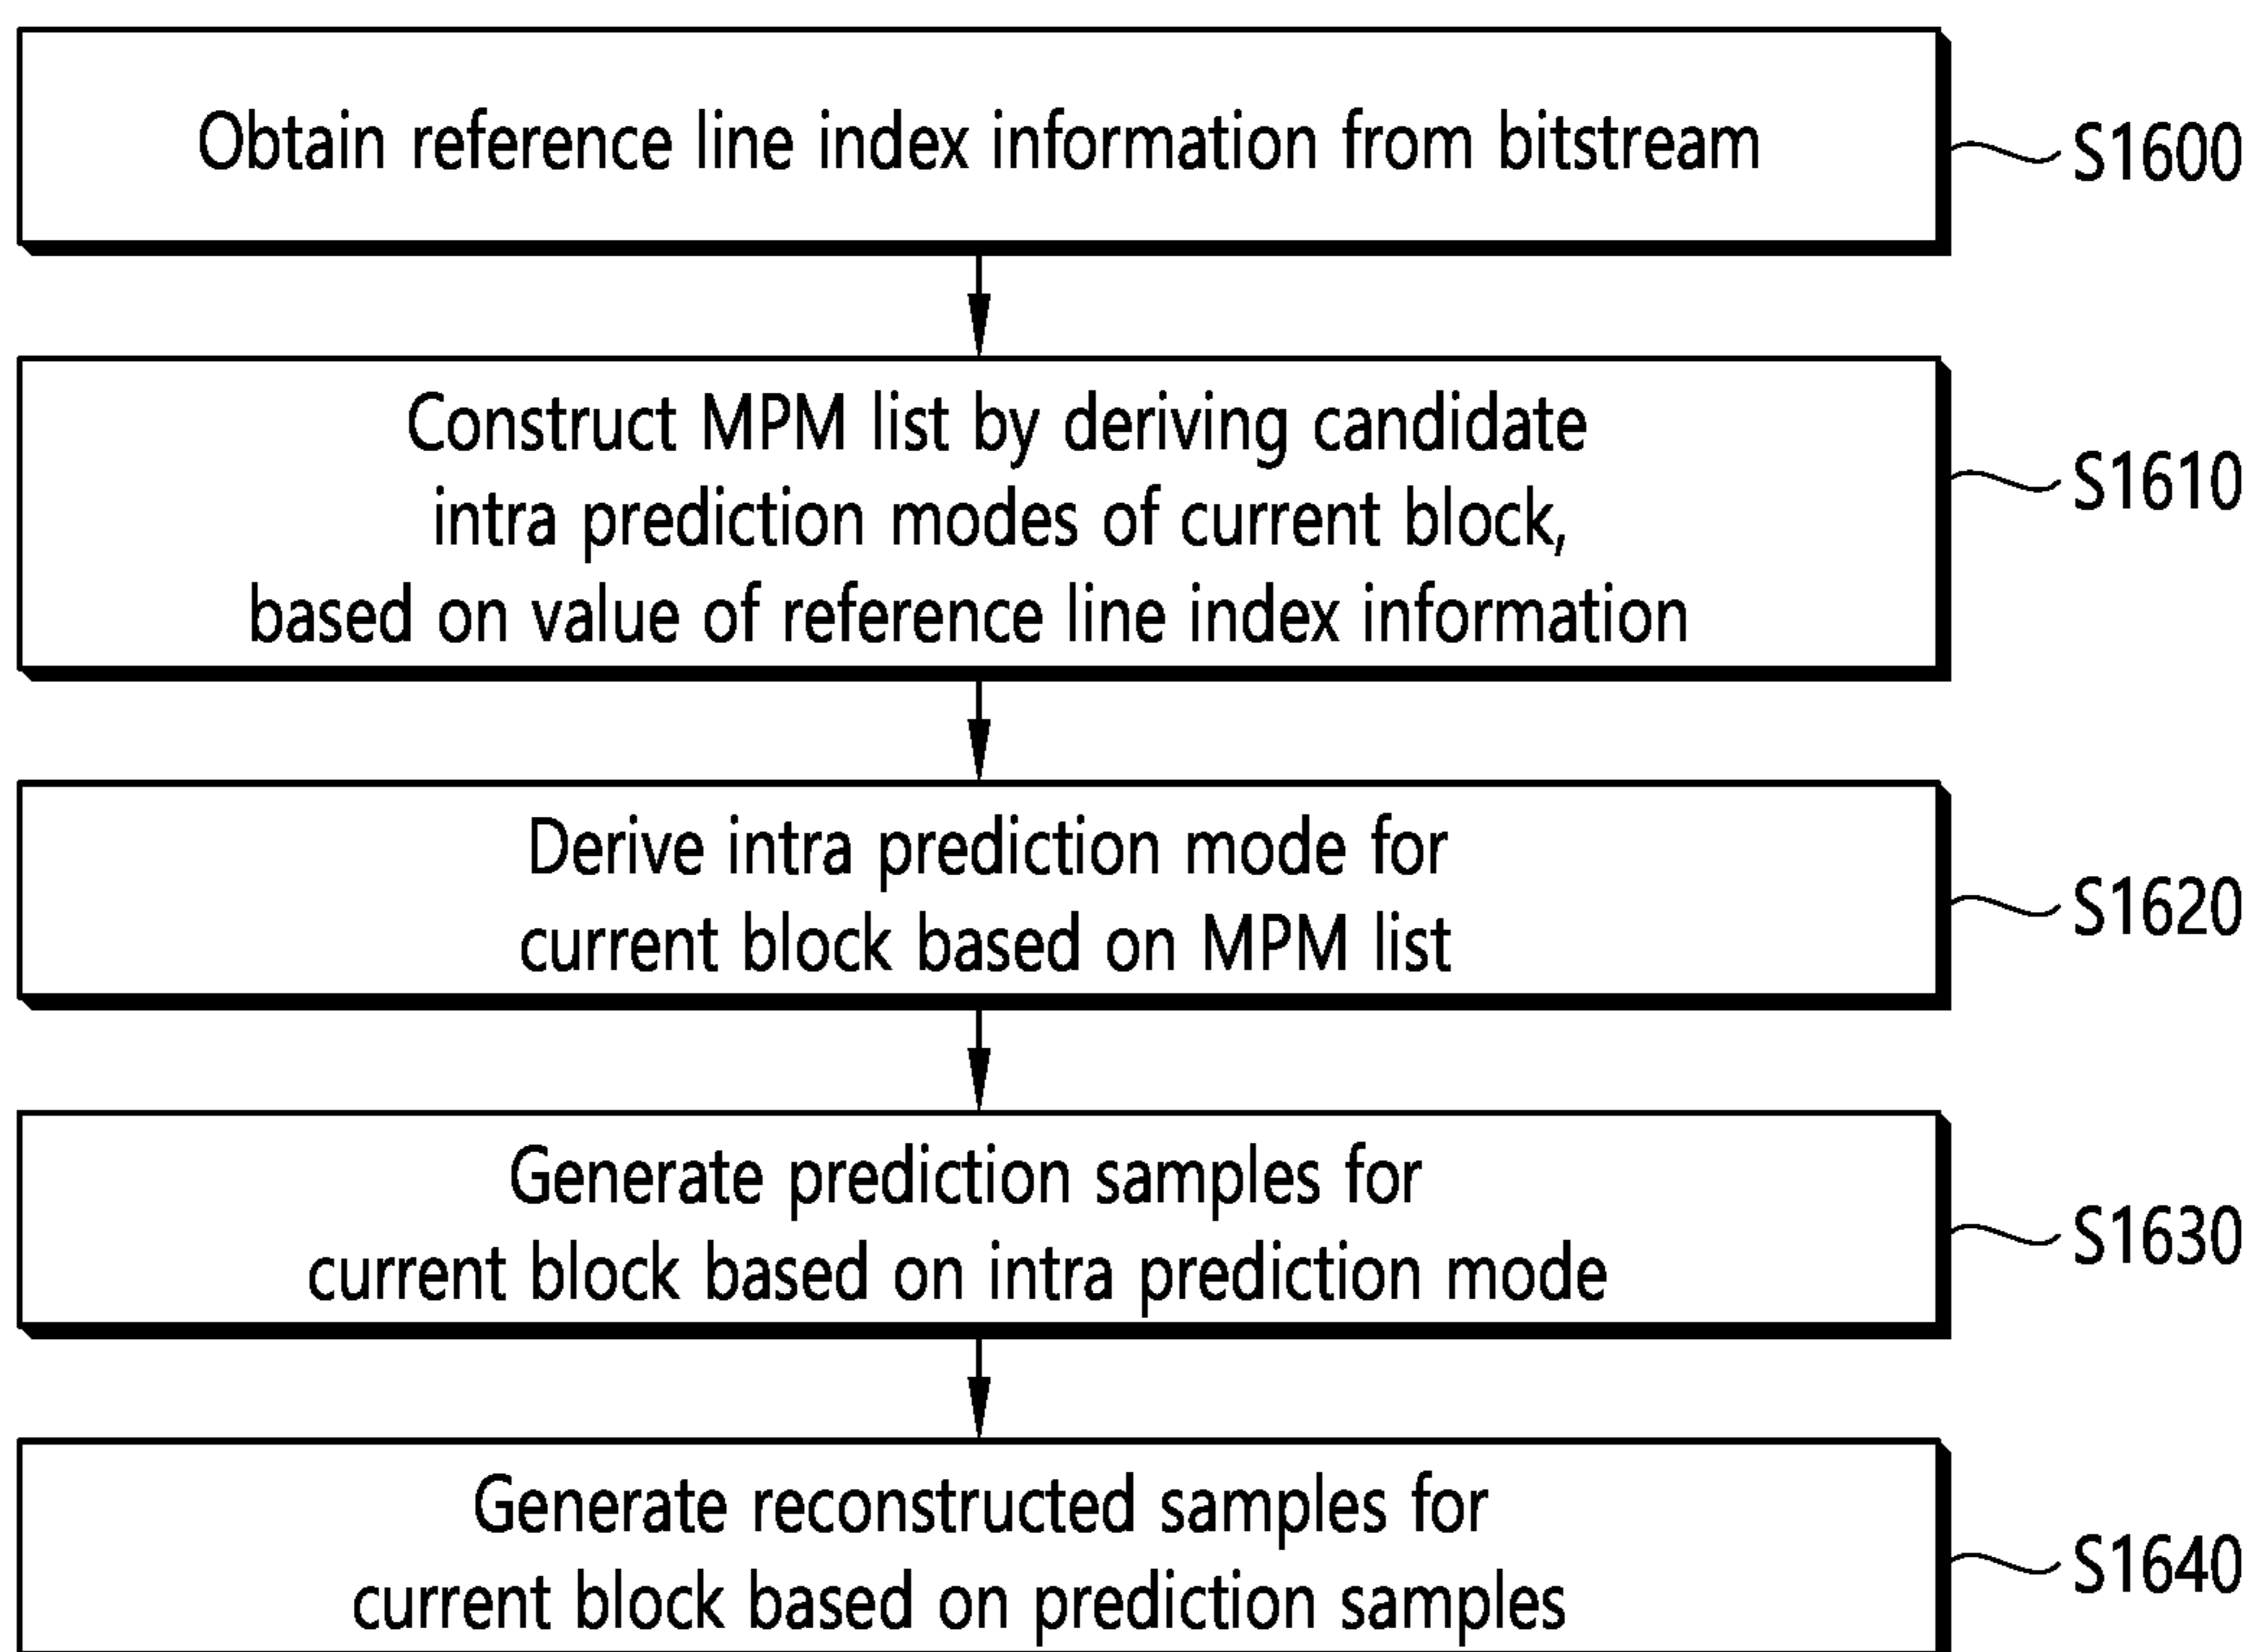 Obtain reference line index information from bitstream
S1600
Construct MPM list by deriving candidate
intra prediction modes of current block,
based on value of reference line index information
S1610
Derive intra prediction mode for
current block based on MPM list
S1620
Generate prediction samples for
current block based on intra prediction mode
S1630
Generate reconstructed samples for
current block based on prediction samples
S1640